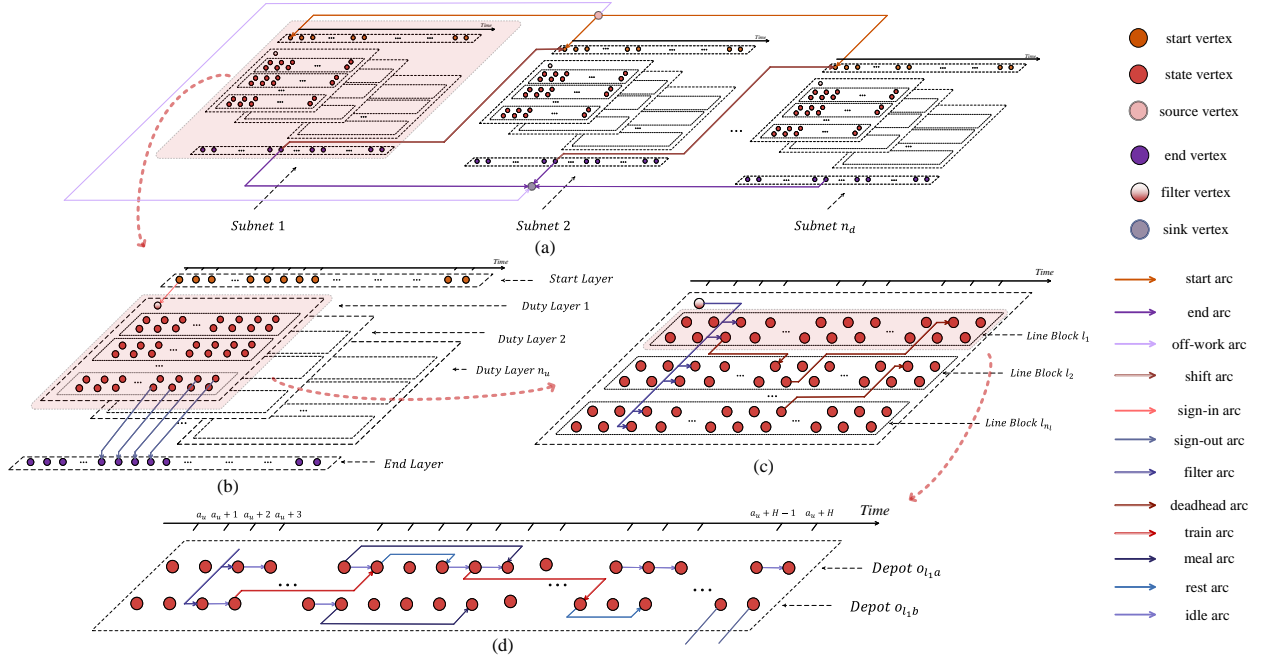 Time
Time
Time
...
Subnet 1
Subnet 2
Subnet n_d
(a)
start vertex
state vertex
source vertex
end vertex
filter vertex
sink vertex
Time
Start Layer
Duty Layer 1
Duty Layer 2
Duty Layer n_u
End Layer
(b)
Time
Line Block l_1
Line Block l_2
Line Block l_{n_l}
(c)
start arc
end arc
off-work arc
shift arc
sign-in arc
sign-out arc
filter arc
deadhead arc
train arc
meal arc
rest arc
idle arc
a_u a_u + 1 a_u + 2 a_u + 3
a_u + H − 1 a_u + H
Time
Depot o_{l_1 a}
Depot o_{l_1 b}
(d)